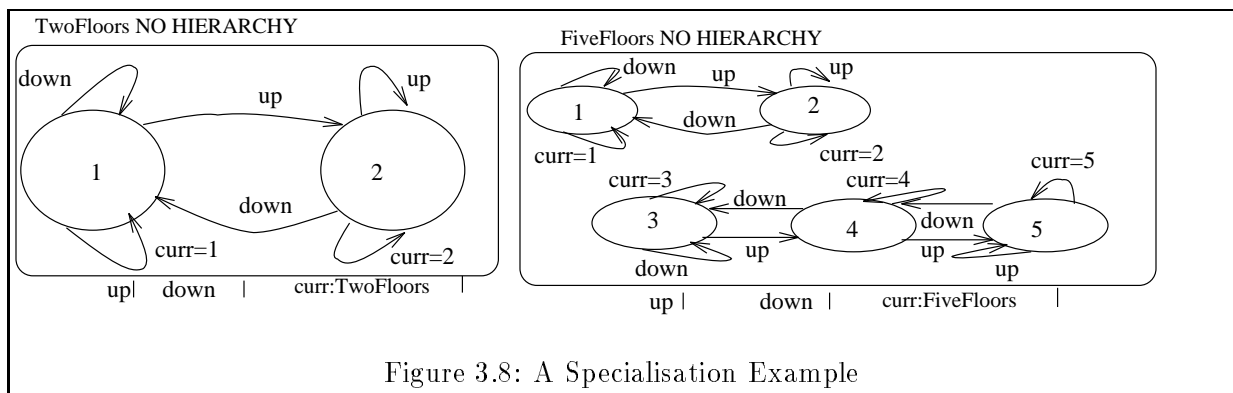 TwoFloors NO HIERARCHY
down
up
up
1
2
down
curr=1
curr=2
up
down
curr:TwoFloors
FiveFloors NO HIERARCHY
down
up
up
1
2
down
curr=1
curr=2
curr=3
curr=4
curr=5
down
down
3
4
5
down
up
up
up
up
down
curr:FiveFloors
Figure 3.8: A Specialisation Example